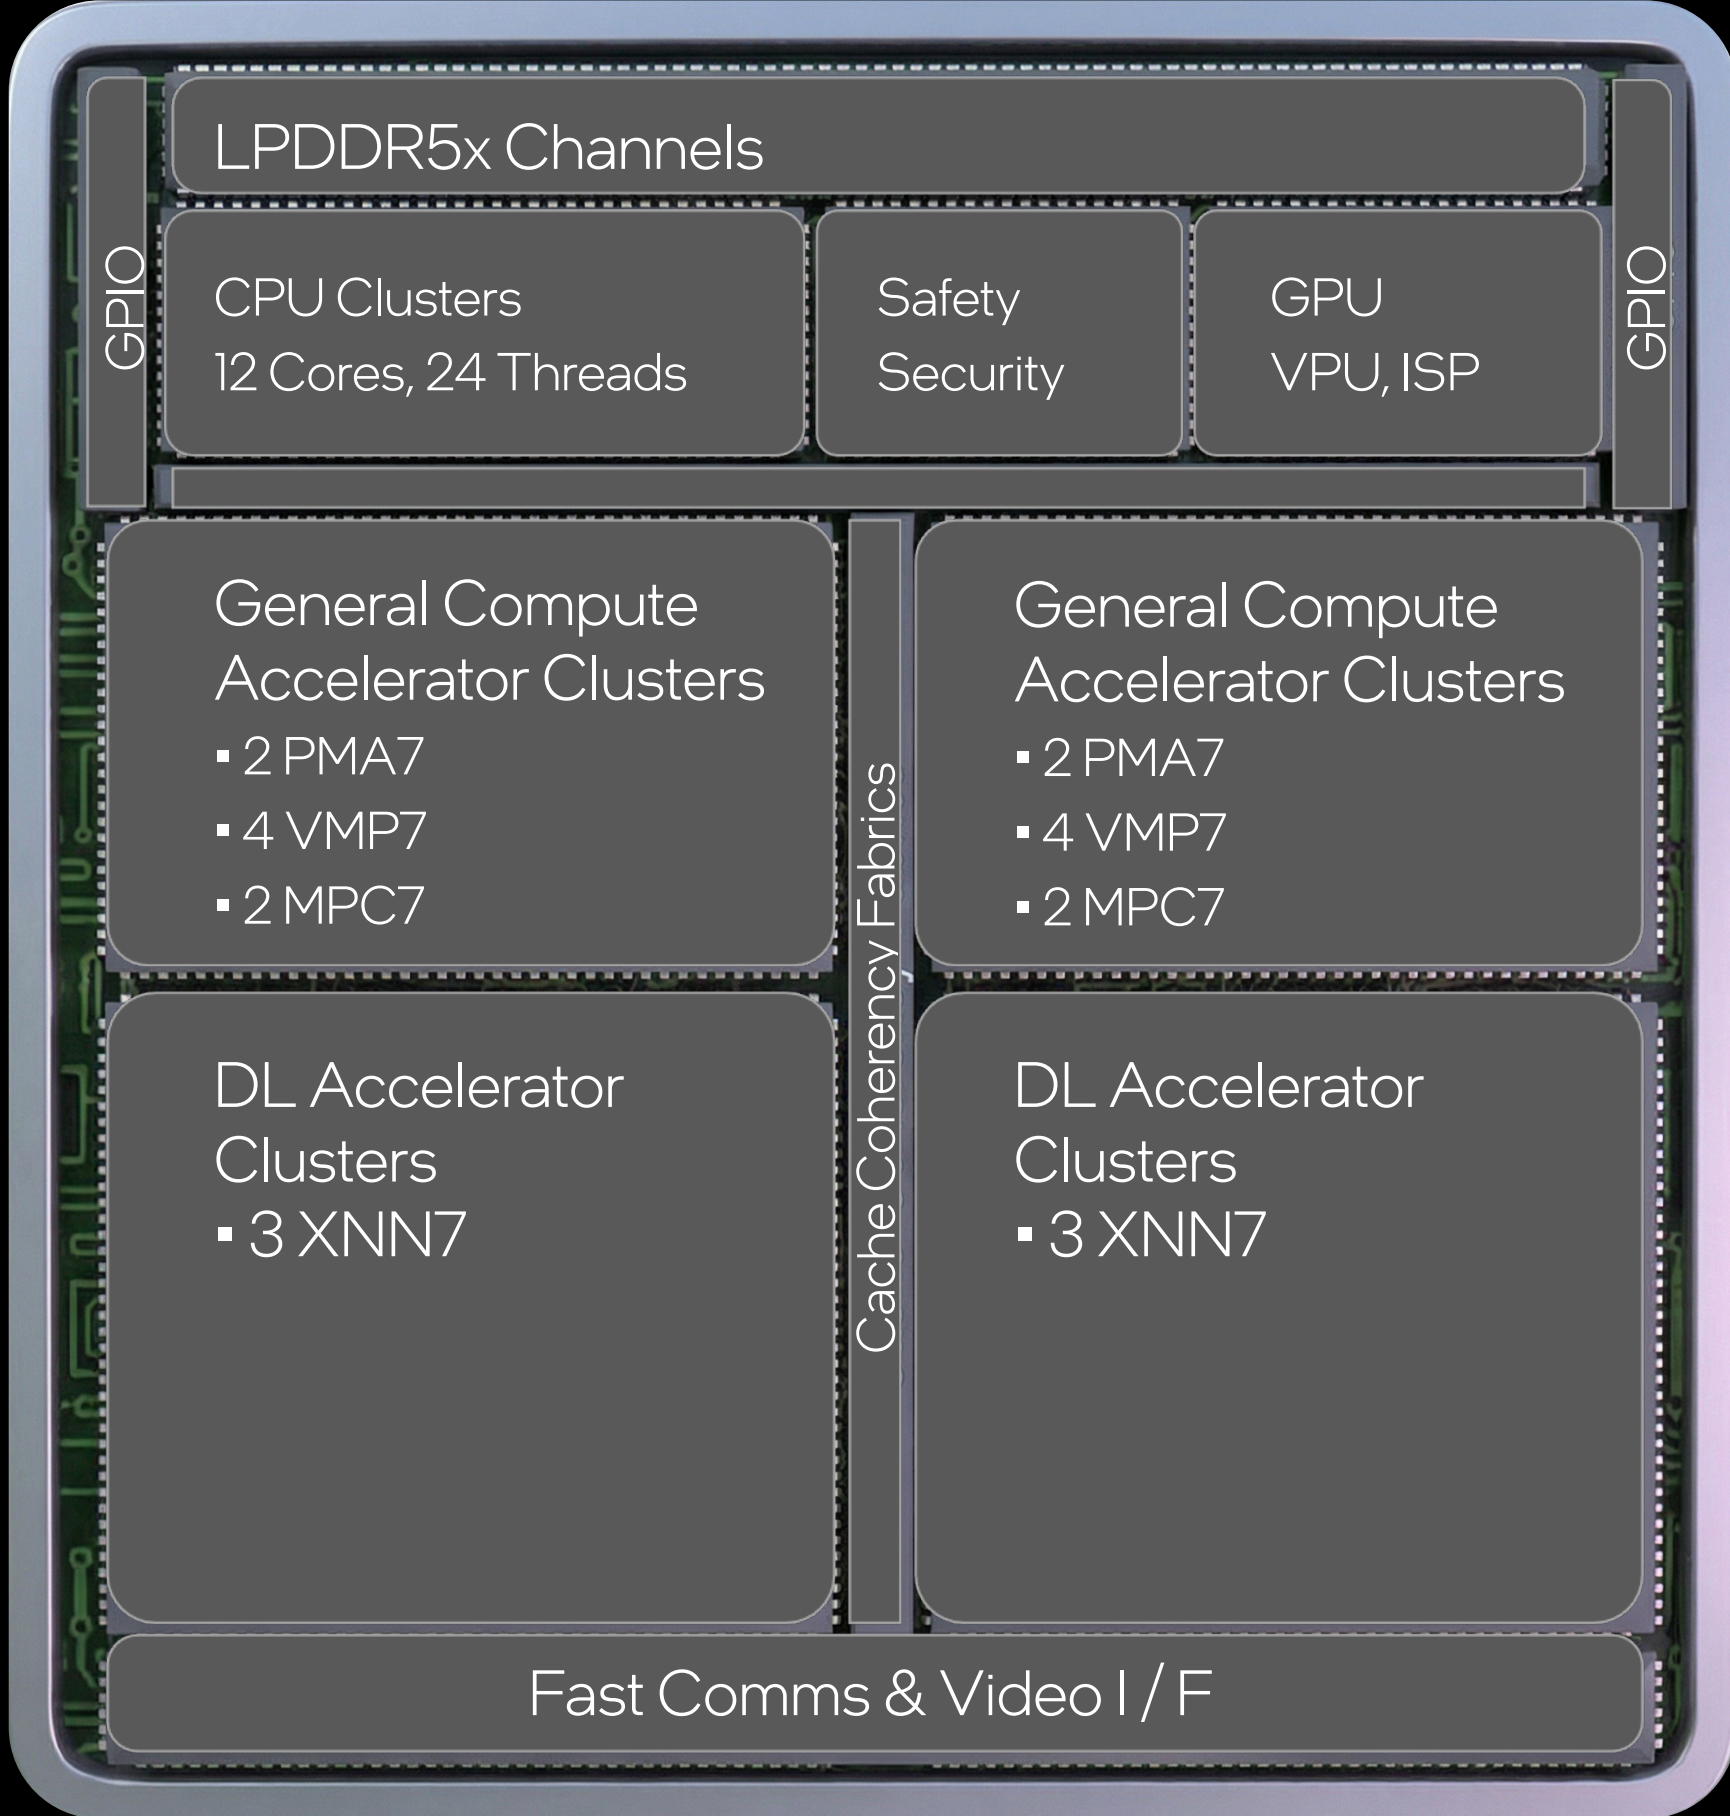 LPDDR5x Channels
GPIO
CPU Clusters
12 Cores, 24 Threads
Safety
Security
GPU
VPU, ISP
GPIO
General Compute
Accelerator Clusters
▪ 2 PMA7
▪ 4 VMP7
▪ 2 MPC7
General Compute
Accelerator Clusters
▪ 2 PMA7
▪ 4 VMP7
▪ 2 MPC7
Cache Coherency Fabrics
DL Accelerator
Clusters
▪ 3 XNN7
DL Accelerator
Clusters
▪ 3 XNN7
Fast Comms & Video I / F